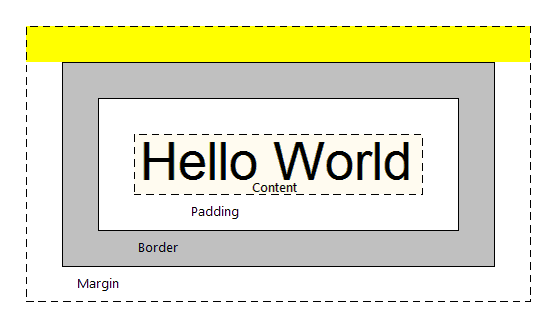 Hello World
Content
Padding
Border
Margin